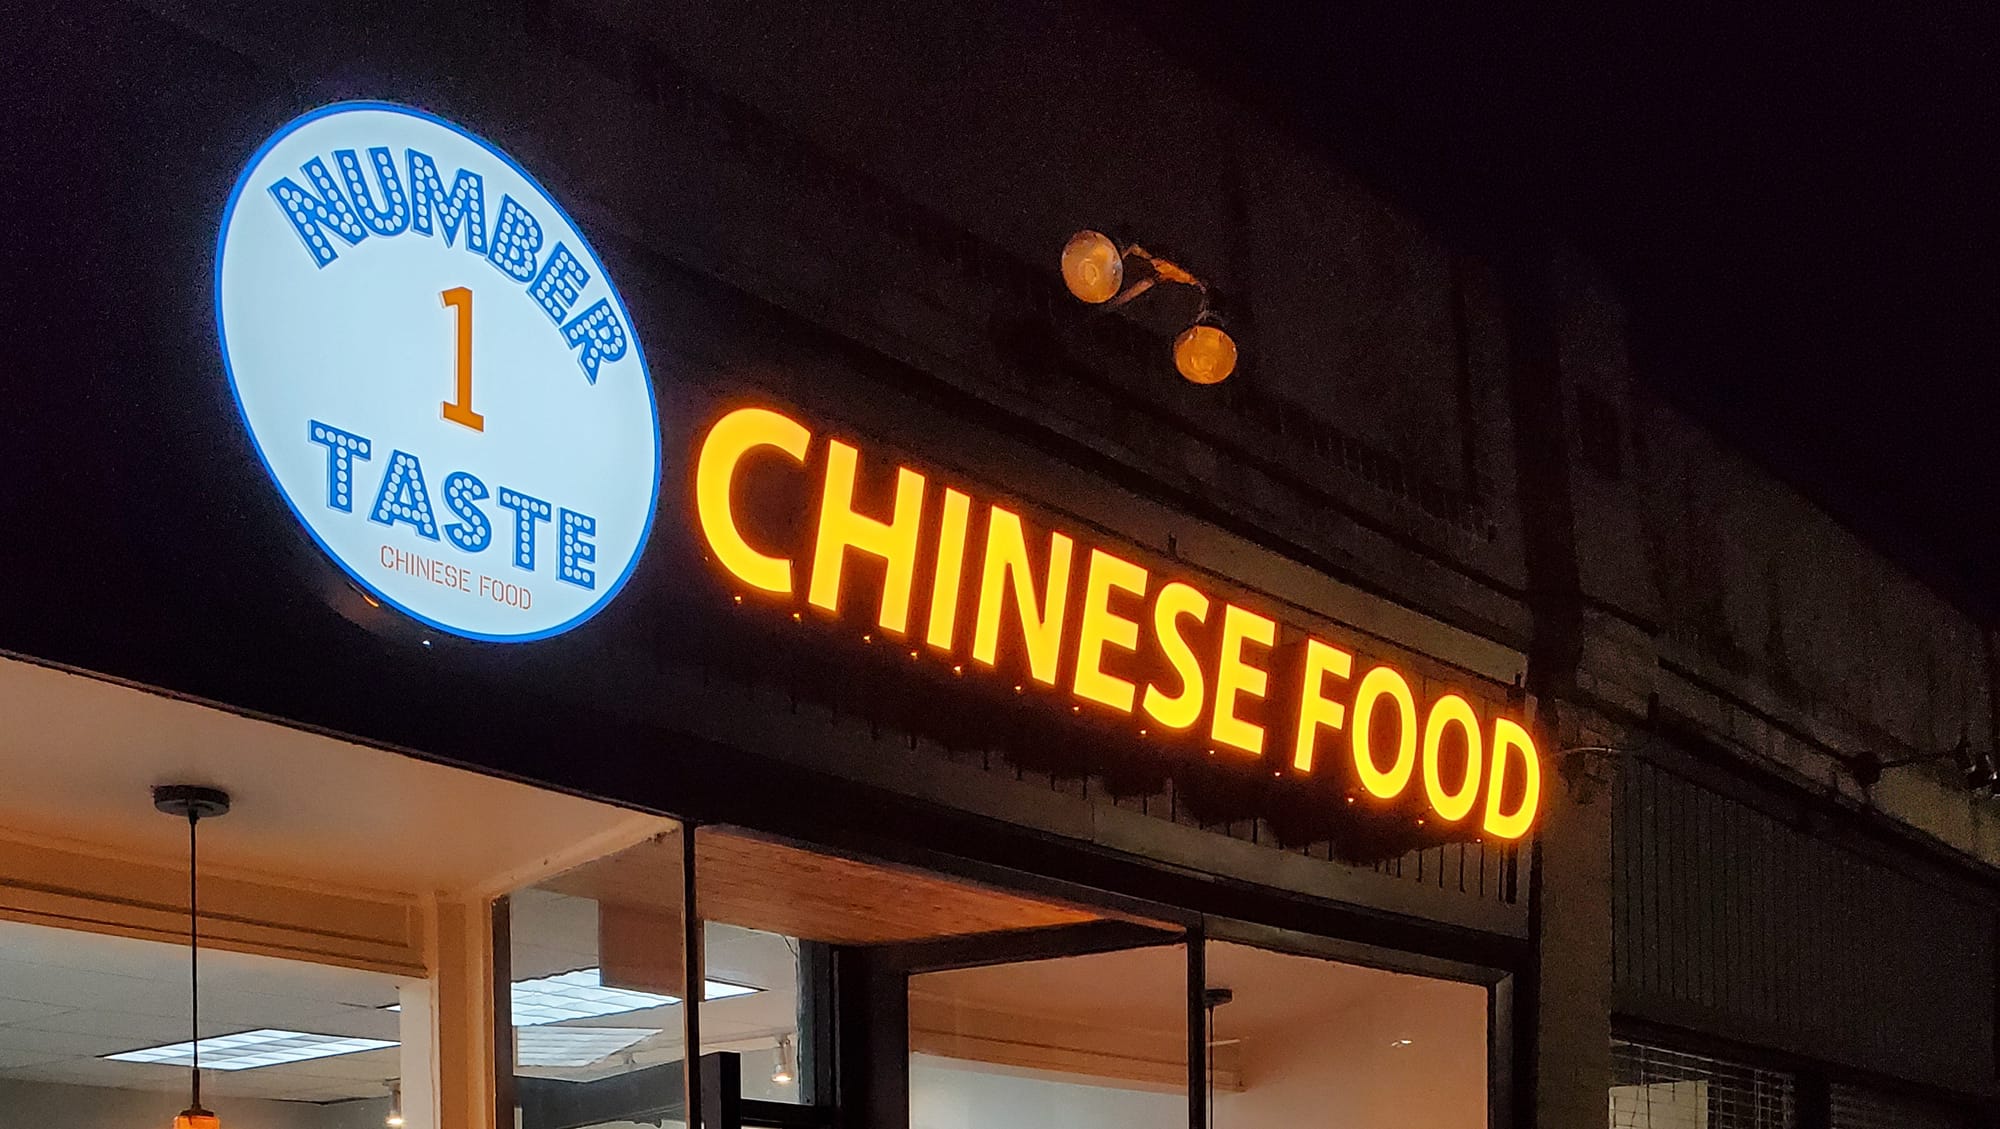 NUMBER
1
TASTE
CHINESE FOOD
CHINESE FOOD